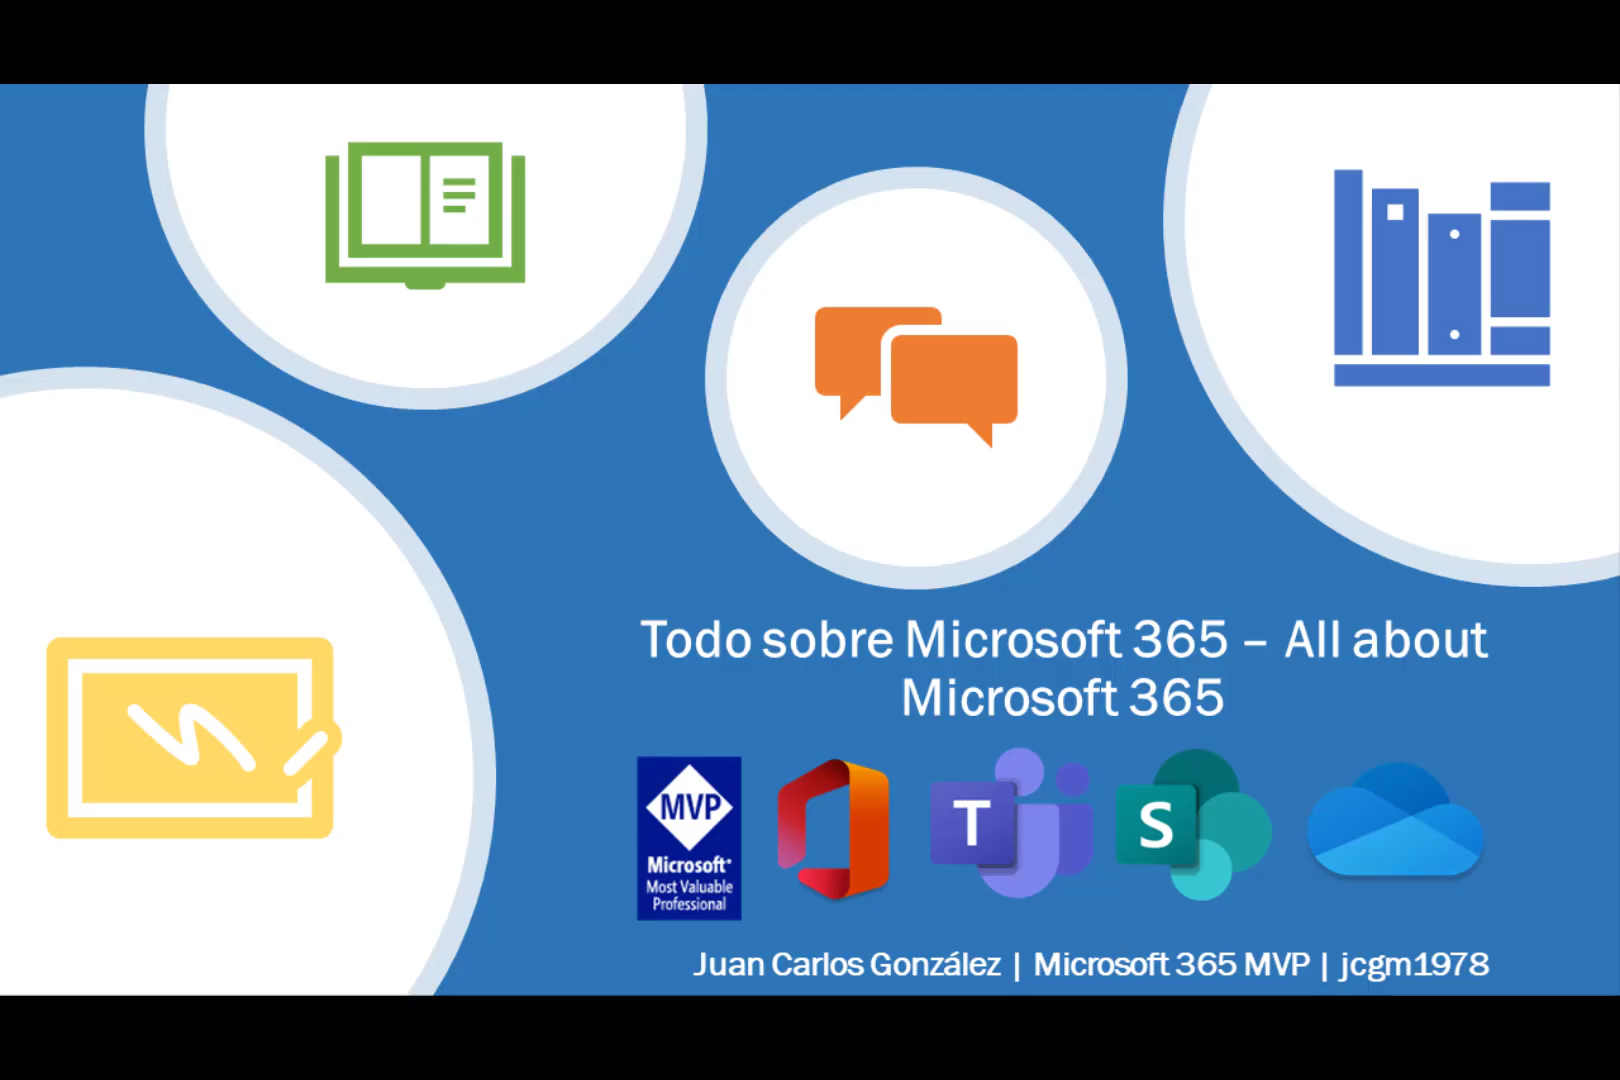 Todo sobre Microsoft 365 – All about
Microsoft 365
MVP
Microsoft®
Most Valuable
Professional
T
S
Juan Carlos González | Microsoft 365 MVP | jcgm1978